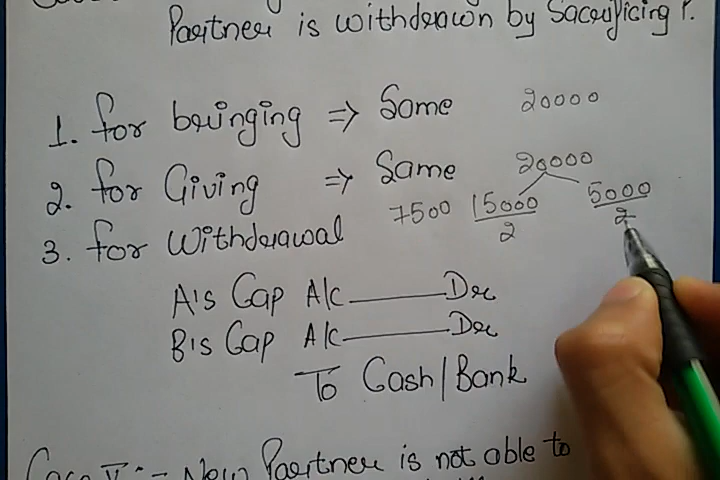 Partner is withdrawn by Sacrificing P.
1. for bringing => Same 20000
2. for Giving => Same 20000
7500 15000/2 5000/2
3. for Withdrawal
A's Cap A/c——Dr
B's Cap A/c——Dr
To Cash/Bank
Case V :- New Partner is not able to